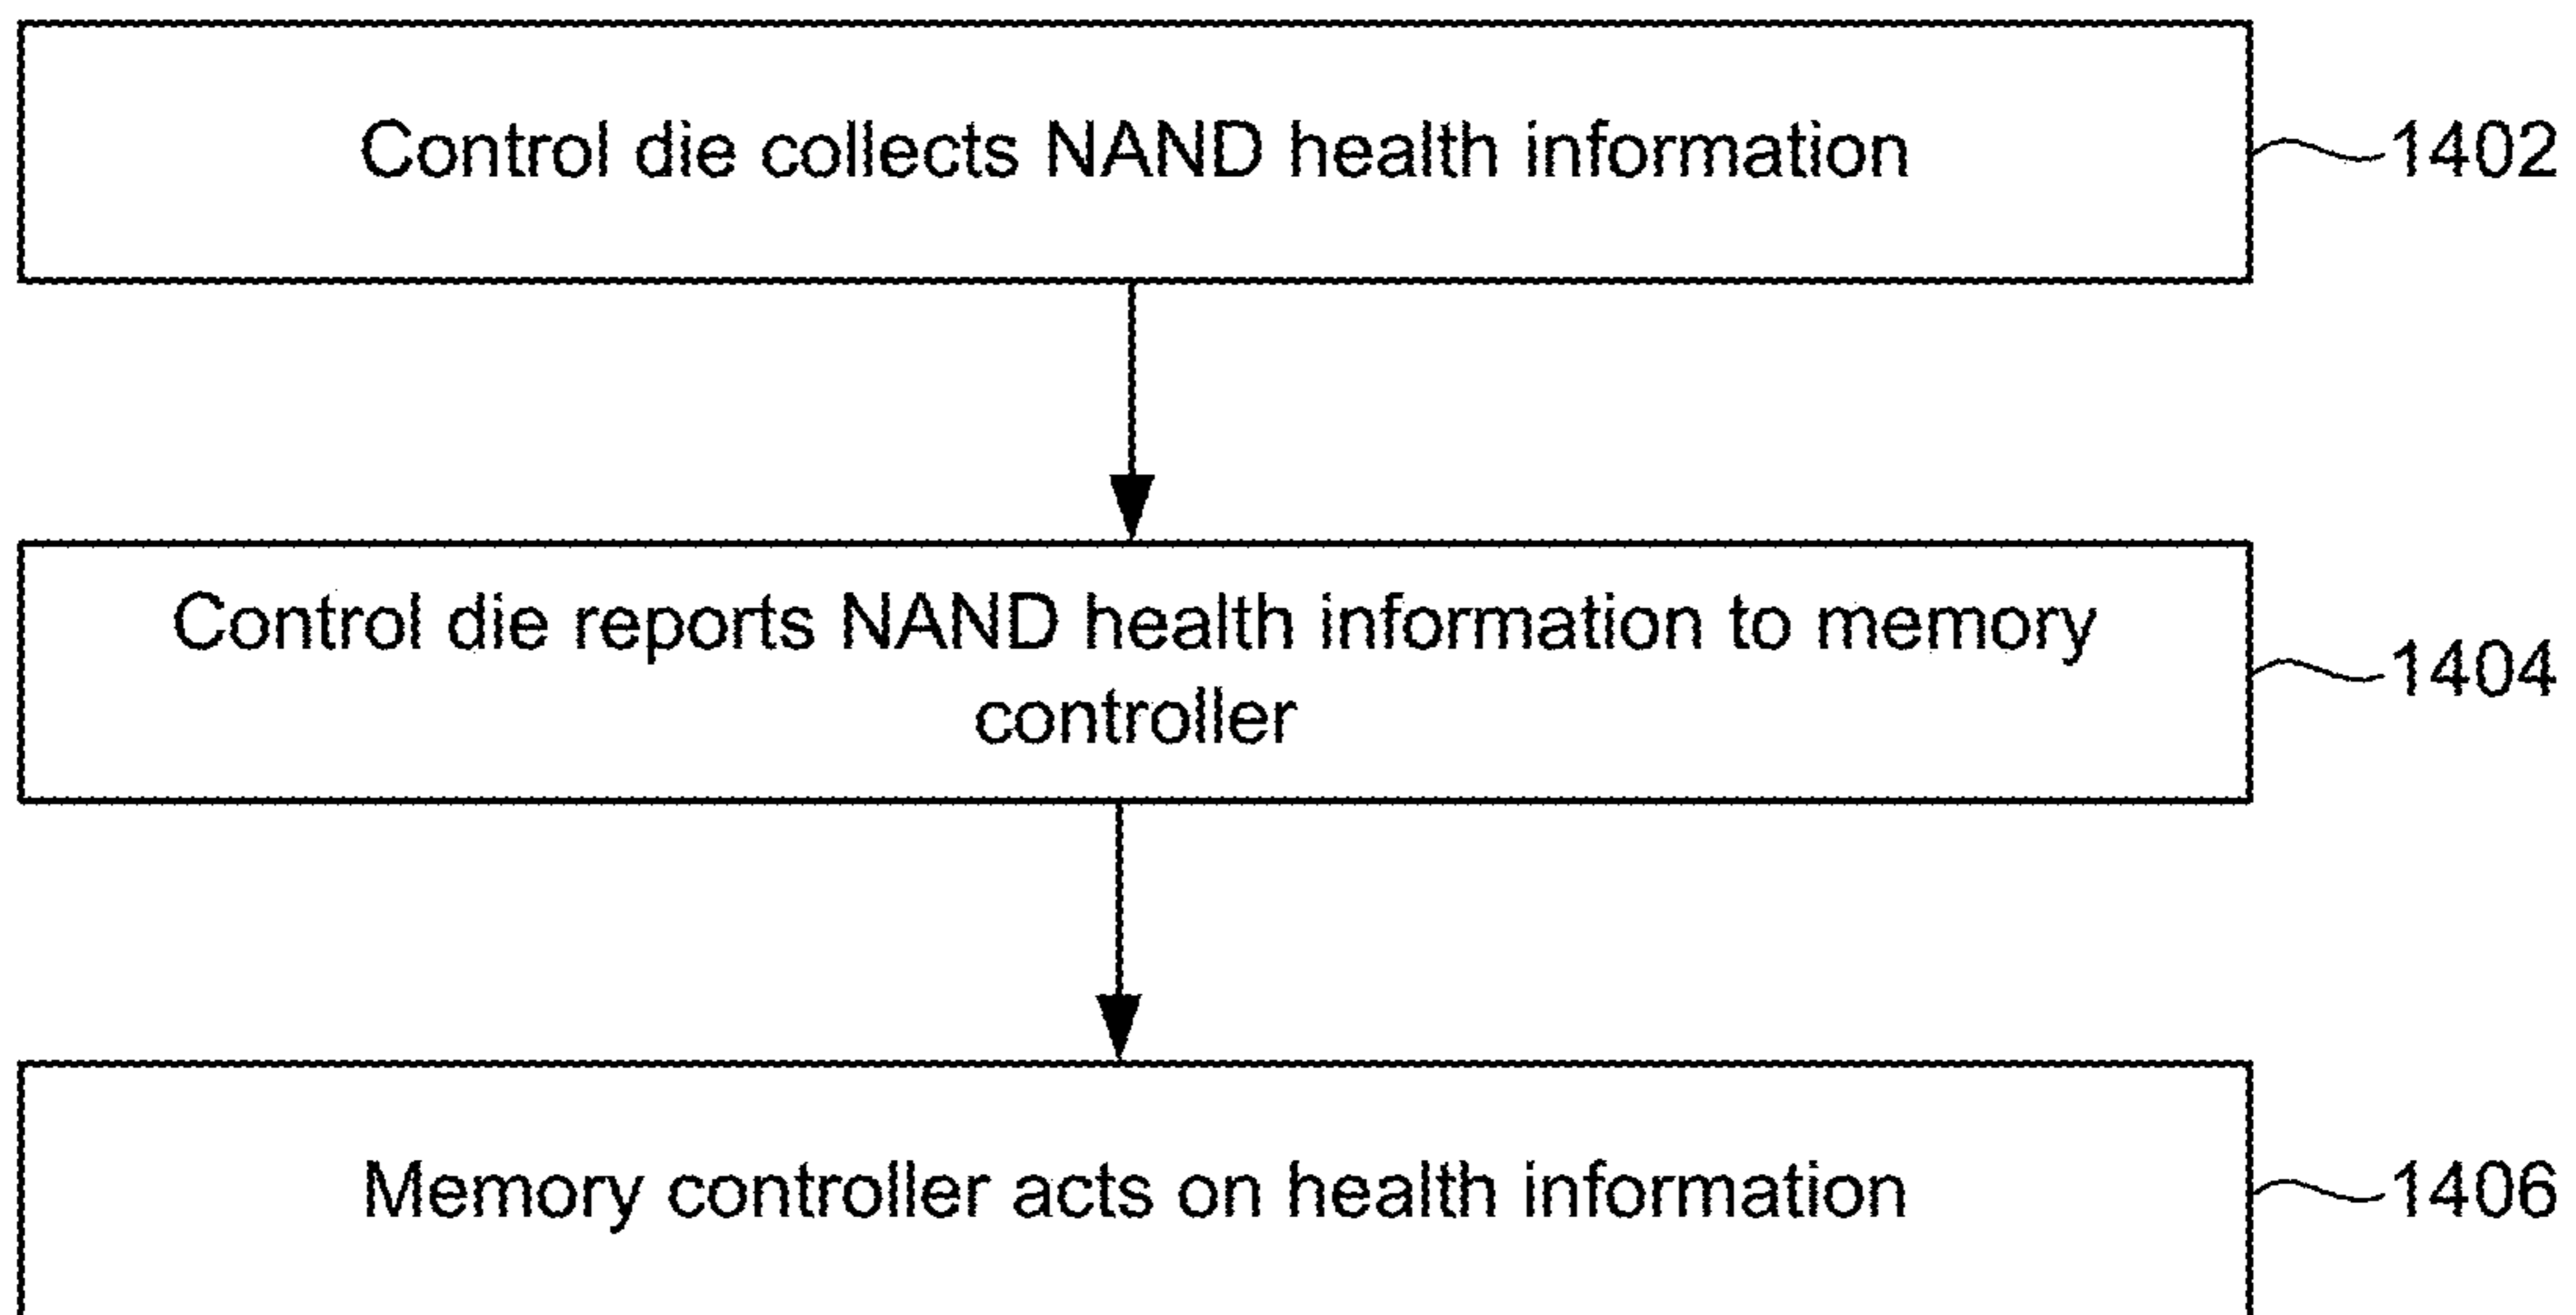 Control die collects NAND health information
1402
Control die reports NAND health information to memory
controller
1404
Memory controller acts on health information
1406